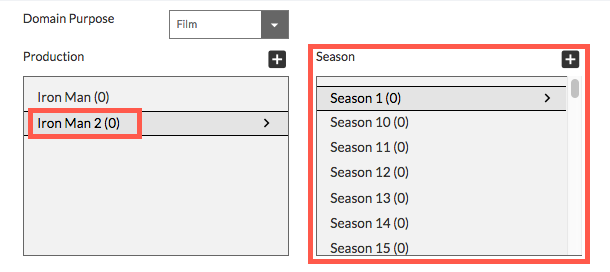 Domain Purpose
Film
Production
Season
Iron Man (0)
Iron Man 2 (0)
Season 1 (0)
Season 10 (0)
Season 11 (0)
Season 12 (0)
Season 13 (0)
Season 14 (0)
Season 15 (0)